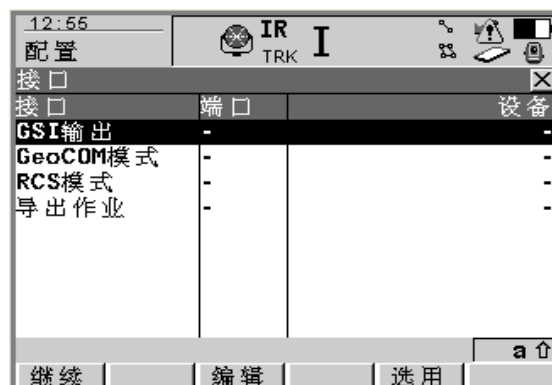 12:55
配置
IR
TRK
I
接口
接口 端口 设备
GSI输出 - -
GeoCOM模式 - -
RCS模式 - -
导出作业 - -
a ⇧
继续 编辑 选用